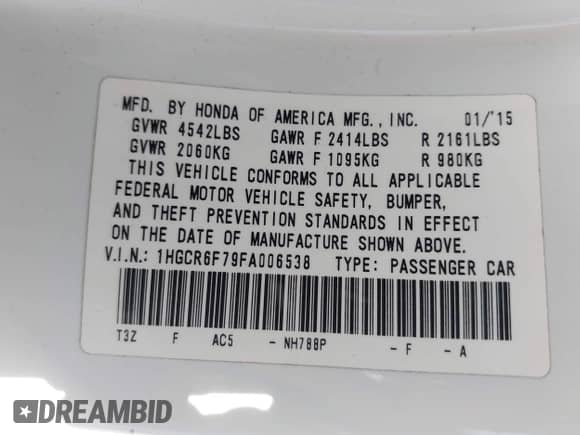 MFD. BY HONDA OF AMERICA MFG., INC. 01/'15
GVWR 4542LBS GAWR F 2414LBS R 2161LBS
GVWR 2060KG GAWR F 1095KG R 980KG
THIS VEHICLE CONFORMS TO ALL APPLICABLE
FEDERAL MOTOR VEHICLE SAFETY, BUMPER,
AND THEFT PREVENTION STANDARDS IN EFFECT
ON THE DATE OF MANUFACTURE SHOWN ABOVE.
V.I.N.: 1HGCR6F79FA006538 TYPE: PASSENGER CAR
T3Z F AC5 - NH788P - F - A
DREAMBID